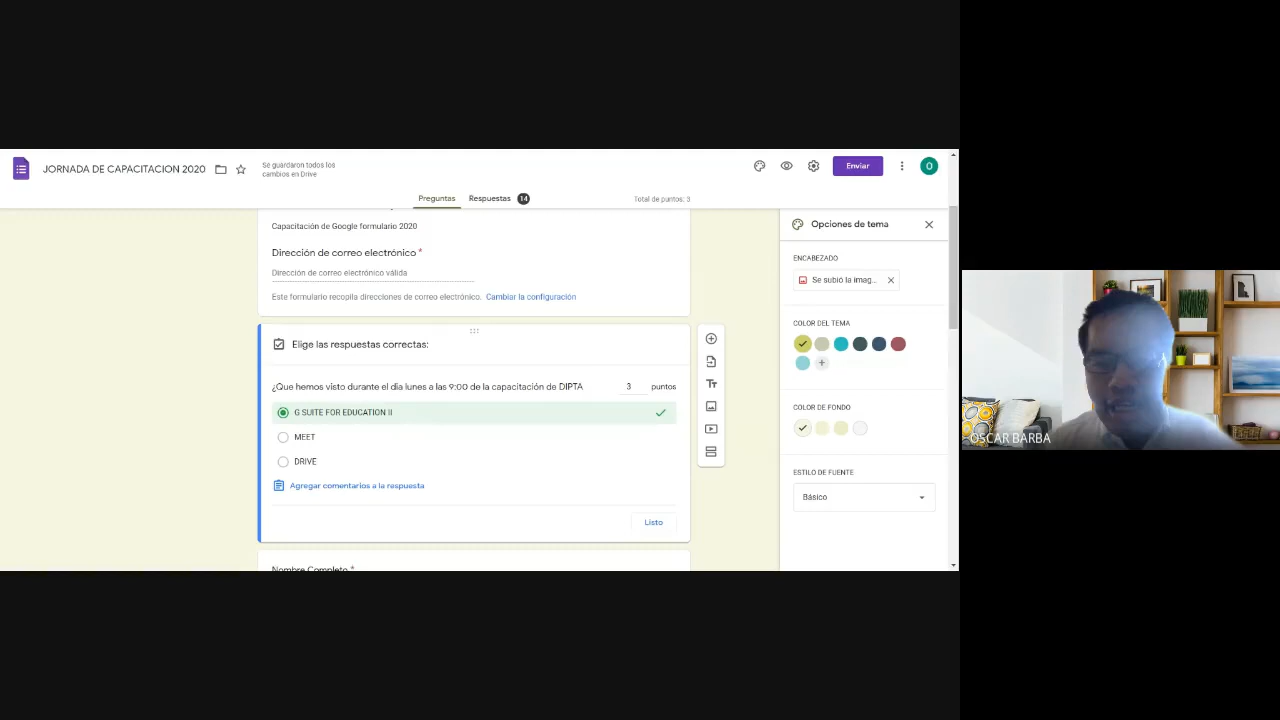 JORNADA DE CAPACITACION 2020
Se guardaron todos los
cambios en Drive
Enviar
O
Preguntas
Respuestas 14
Total de puntos: 3
Capacitación de Google formulario 2020
Dirección de correo electrónico *
Dirección de correo electrónico válida
Este formulario recopila direcciones de correo electrónico. Cambiar la configuración
Elige las respuestas correctas:
¿Que hemos visto durante el dia lunes a las 9:00 de la capacitación de DIPTA 3 puntos
G SUITE FOR EDUCATION II
MEET
DRIVE
Agregar comentarios a la respuesta
Listo
Nombre Completo *
Tr
Opciones de tema
ENCABEZADO
Se subió la imag...
COLOR DEL TEMA
COLOR DE FONDO
ESTILO DE FUENTE
Básico
OSCAR BARBA